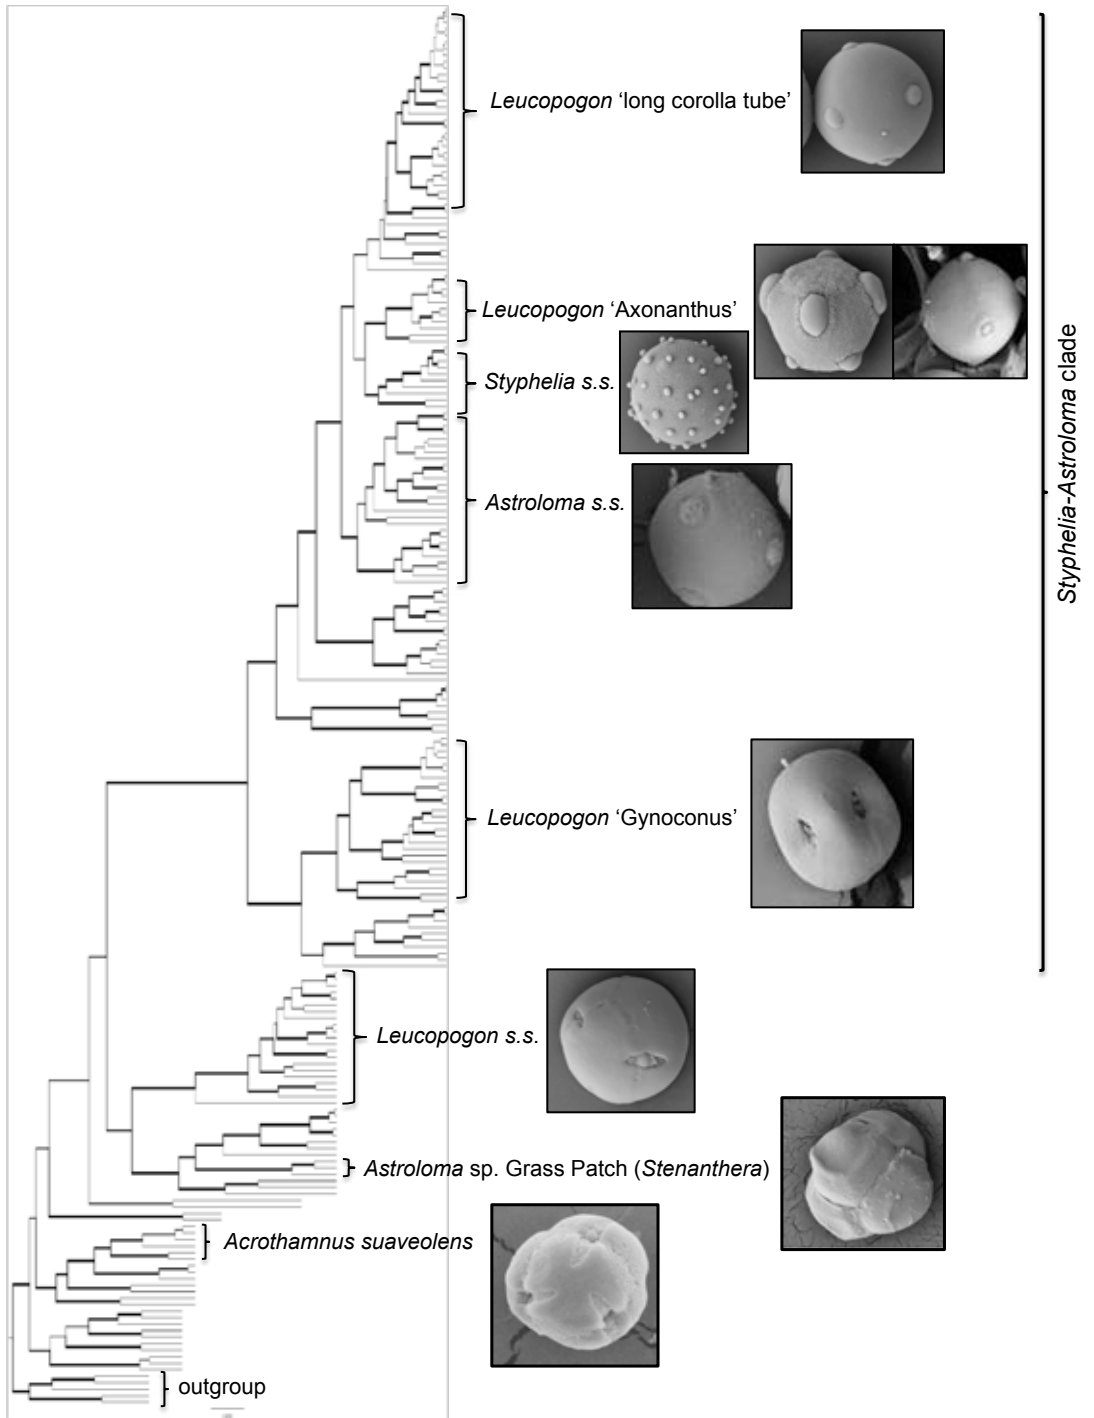 Leucopogon ‘long corolla tube’
Leucopogon ‘Axonanthus’
Styphelia s.s.
Astroloma s.s.
Styphelia-Astroloma clade
Leucopogon ‘Gynoconus’
Leucopogon s.s.
Astroloma sp. Grass Patch (Stenanthera)
Acrothamnus suaveolens
outgroup